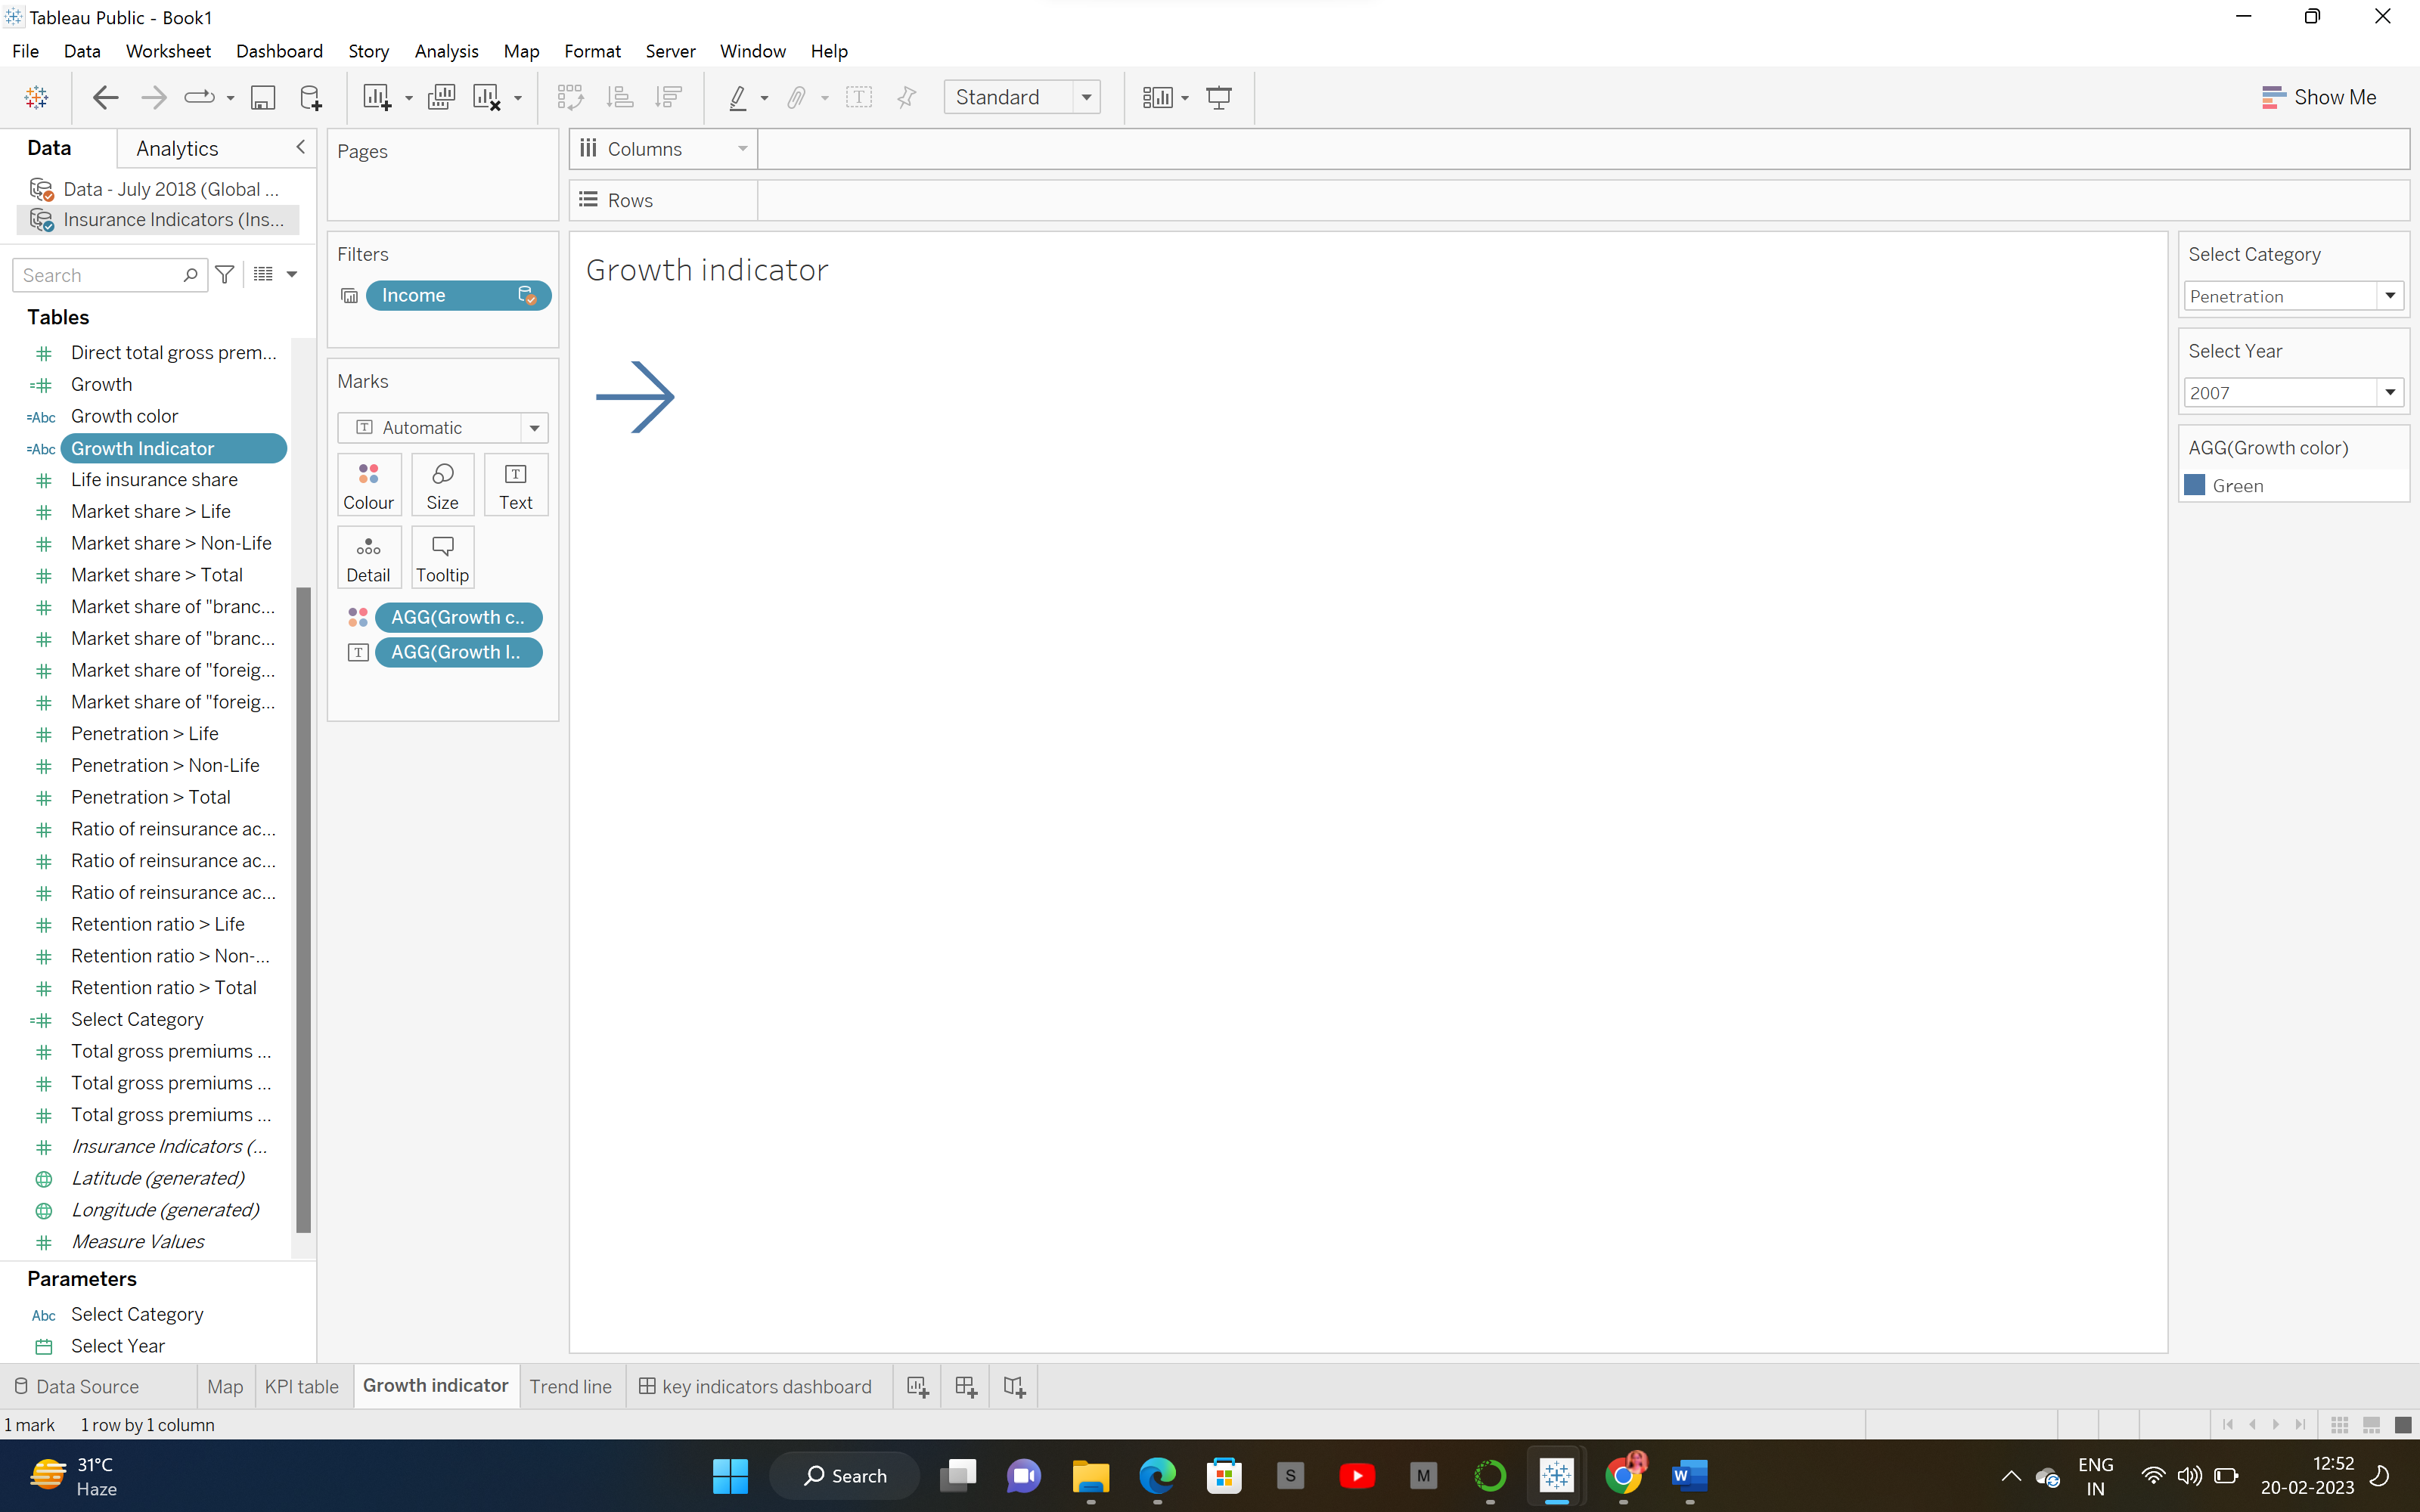 Tableau Public - Book1
File Data Worksheet Dashboard Story Analysis Map Format Server Window Help
Standard
Show Me
Data Analytics
Data - July 2018 (Global ...
Insurance Indicators (Ins...
Search
Tables
Direct total gross prem...
Growth
=Abc Growth color
=Abc Growth Indicator
Life insurance share
Market share > Life
Market share > Non-Life
Market share > Total
Market share of "branc...
Market share of "branc...
Market share of "foreig...
Market share of "foreig...
Penetration > Life
Penetration > Non-Life
Penetration > Total
Ratio of reinsurance ac...
Ratio of reinsurance ac...
Ratio of reinsurance ac...
Retention ratio > Life
Retention ratio > Non-...
Retention ratio > Total
Select Category
Total gross premiums ...
Total gross premiums ...
Total gross premiums ...
Insurance Indicators (...
Latitude (generated)
Longitude (generated)
Measure Values
Parameters
Abc Select Category
Select Year
Pages
Filters
Income
Marks
Automatic
Colour Size Text
Detail Tooltip
AGG(Growth c..
AGG(Growth I..
Columns
Rows
Growth indicator
Select Category
Penetration
Select Year
2007
AGG(Growth color)
Green
Data Source Map KPI table Growth indicator Trend line key indicators dashboard
1 mark 1 row by 1 column
31°C
Haze
Search
S
M
W
ENG
IN
12:52
20-02-2023